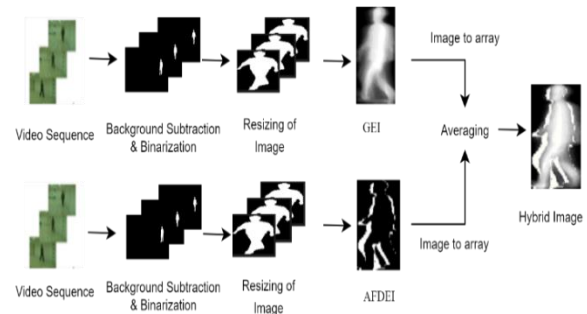 Video Sequence
Background Subtraction
& Binarization
Resizing of
Image
GEI
Image to array
Averaging
Hybrid Image
Video Sequence
Background Subtraction
& Binarization
Resizing of
Image
AFDEI
Image to array